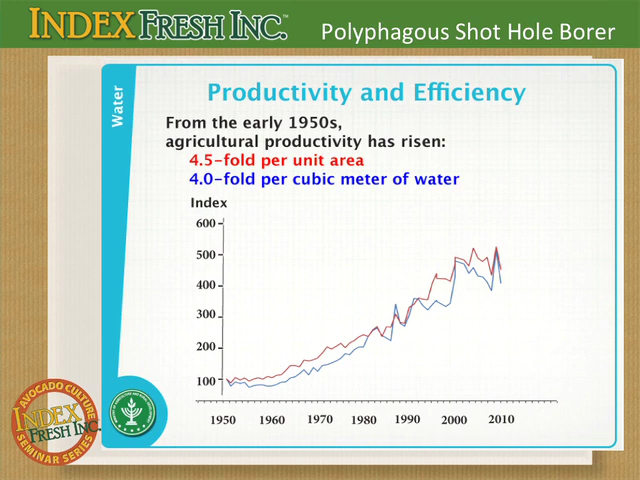 INDEX FRESH INC.™
Polyphagous Shot Hole Borer
Water
Productivity and Efficiency
From the early 1950s,
agricultural productivity has risen:
4.5-fold per unit area
4.0-fold per cubic meter of water
Index
600
500
400
300
200
100
1950 1960 1970 1980 1990 2000 2010
AVOCADO CULTURE
INDEX
FRESH INC.
SEMINAR SERIES